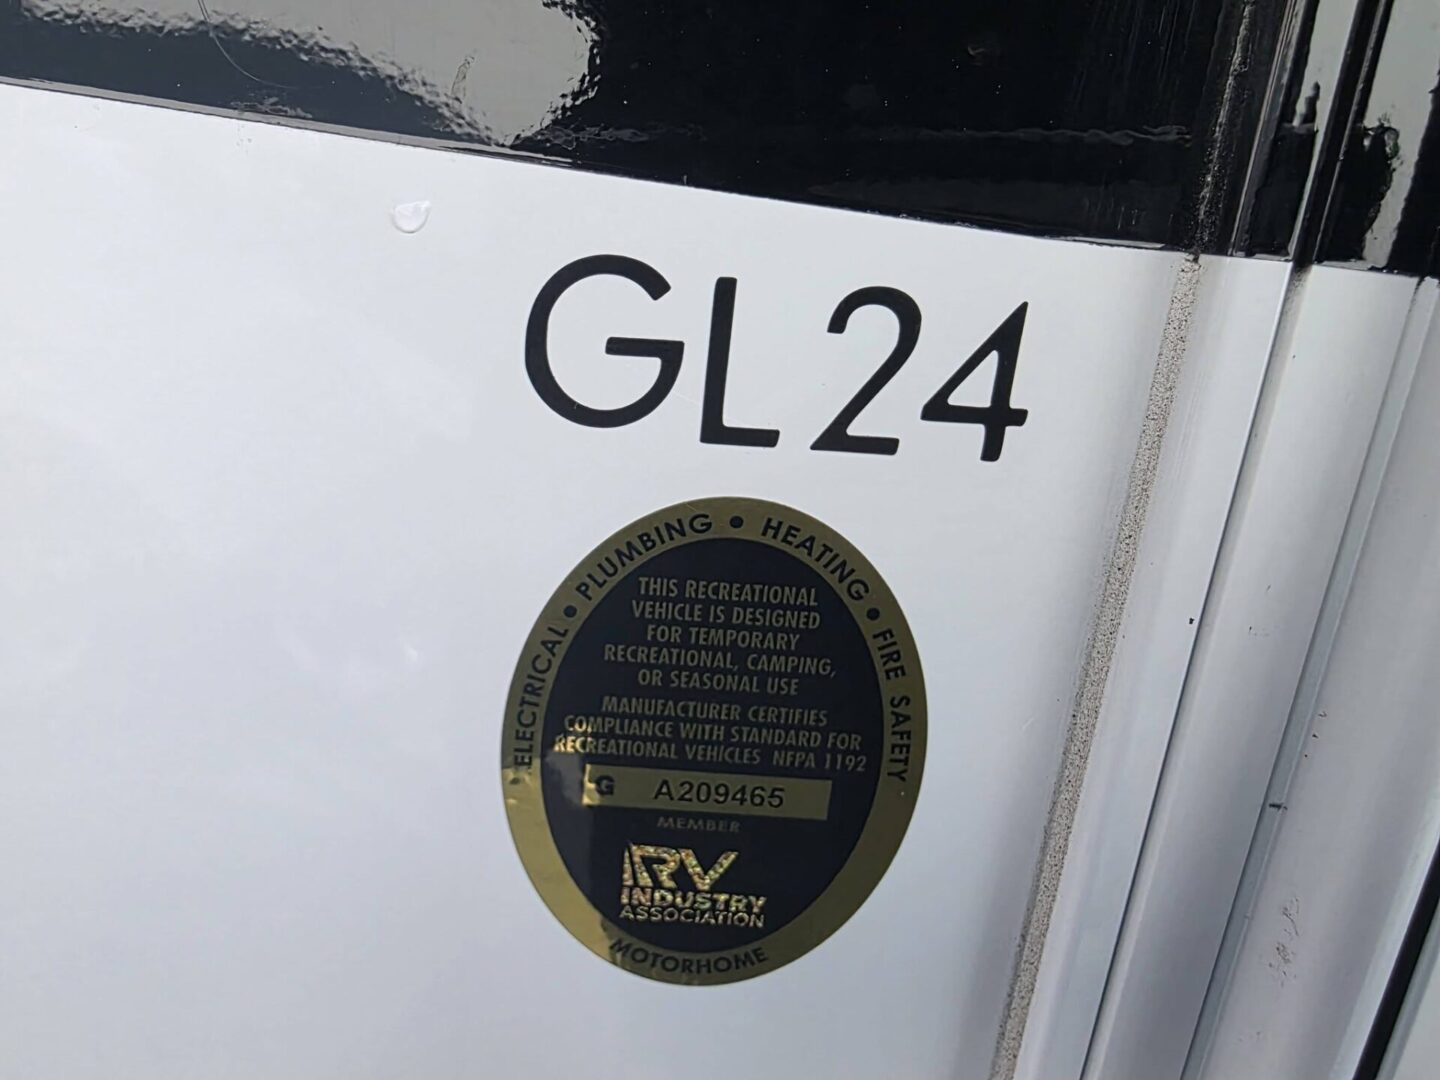 GL24
ELECTRICAL • PLUMBING • HEATING • FIRE SAFETY
THIS RECREATIONAL
VEHICLE IS DESIGNED
FOR TEMPORARY
RECREATIONAL, CAMPING,
OR SEASONAL USE
MANUFACTURER CERTIFIES
COMPLIANCE WITH STANDARD FOR
RECREATIONAL VEHICLES NFPA 1192
G A209465
MEMBER
RV
INDUSTRY
ASSOCIATION
MOTORHOME